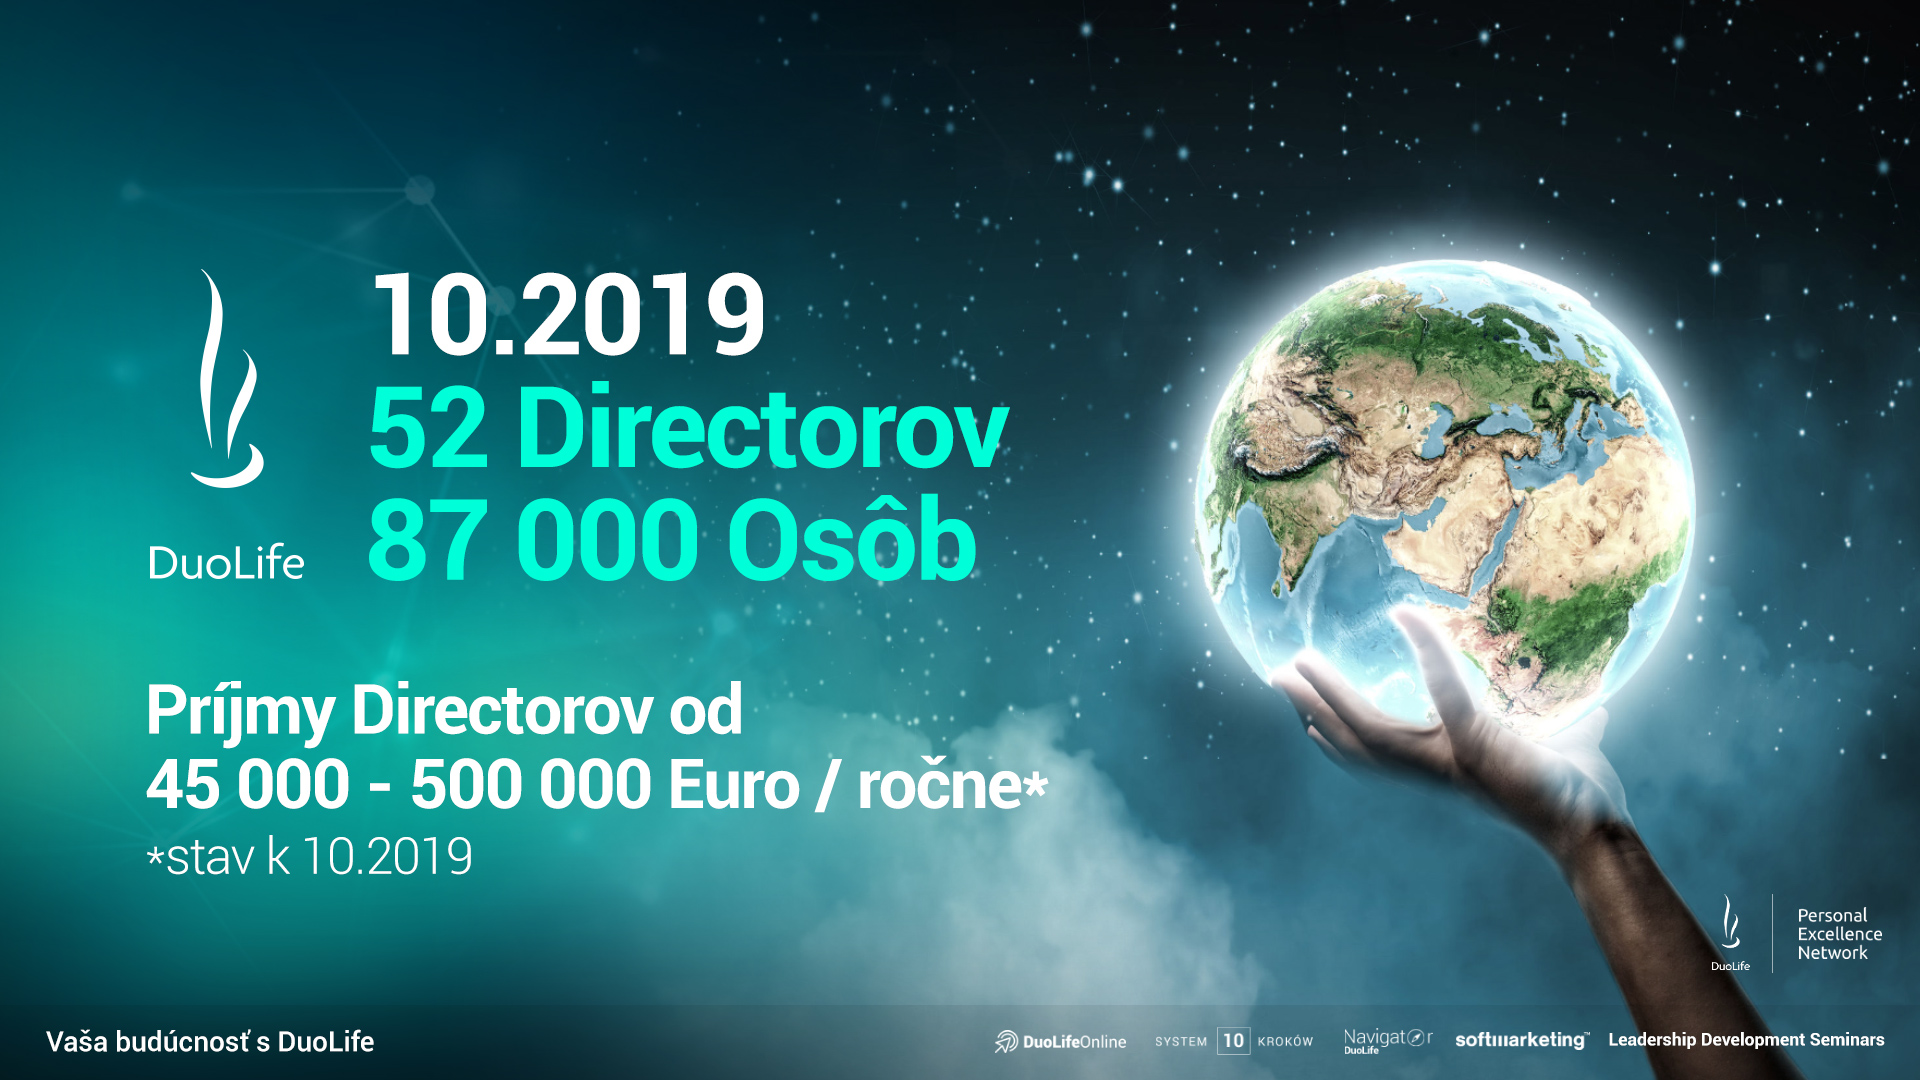 10.2019
52 Directorov
87 000 Osôb
DuoLife
Príjmy Directorov od
45 000 - 500 000 Euro / ročne*
*stav k 10.2019
DuoLife
Personal
Excellence
Network
Vaša budúcnosť s DuoLife
DuoLifeOnline
SYSTEM 10 KROKÓW
Navigator
DuoLife
softmarketing™
Leadership Development Seminars